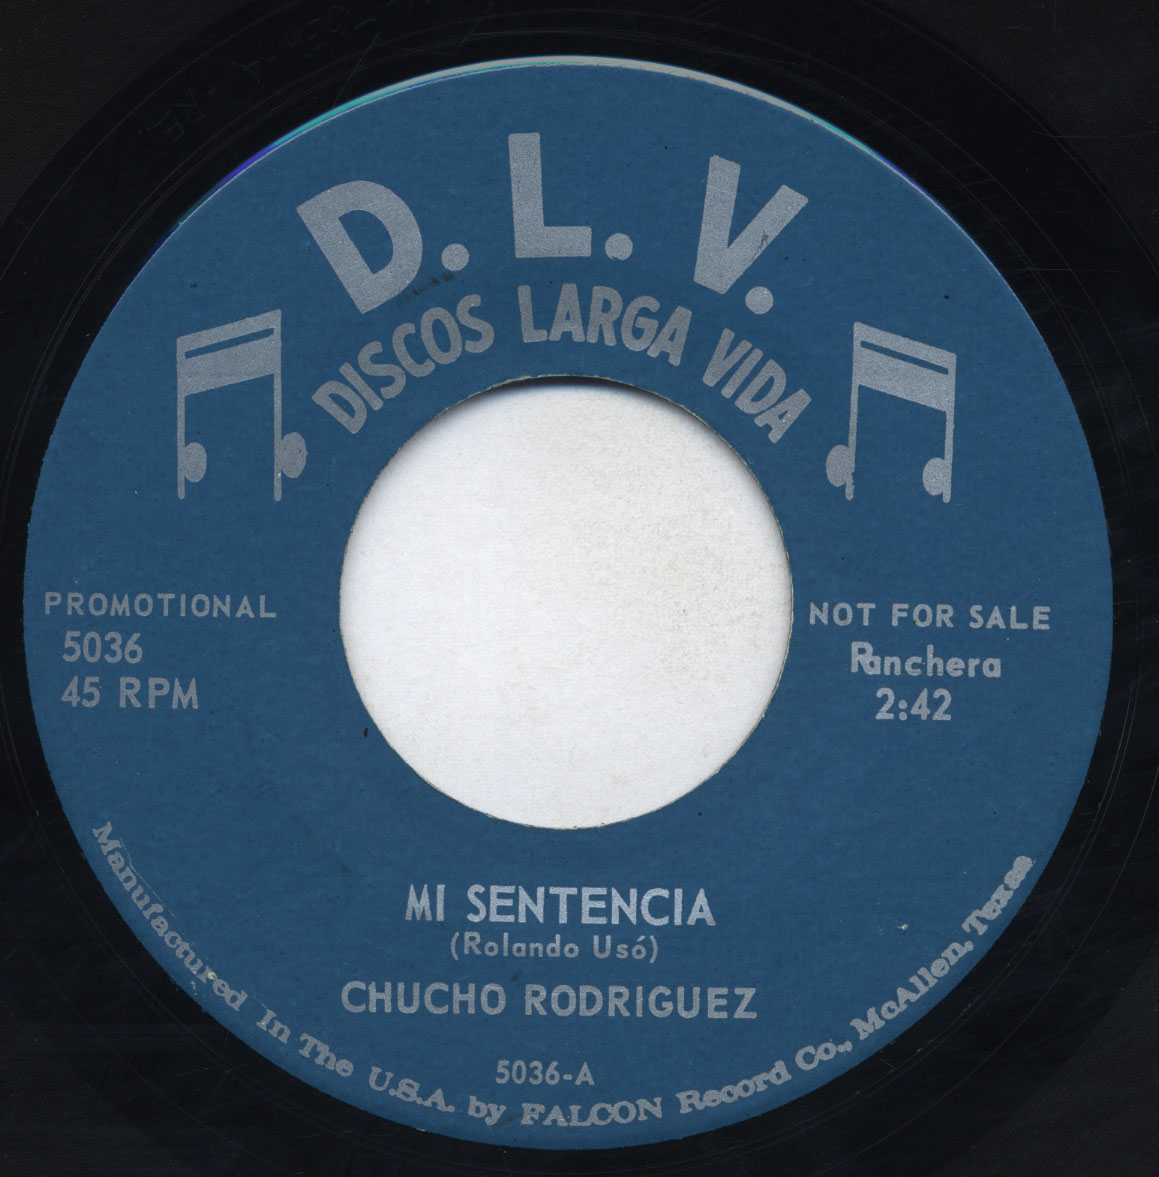 D. L. V.
DISCOS LARGA VIDA
PROMOTIONAL
5036
45 RPM
NOT FOR SALE
Ranchera
2:42
MI SENTENCIA
(Rolando Usó)
CHUCHO RODRIGUEZ
5036-A
Manufactured In The U.S.A. by FALCON Record Co., McAllen, Texas